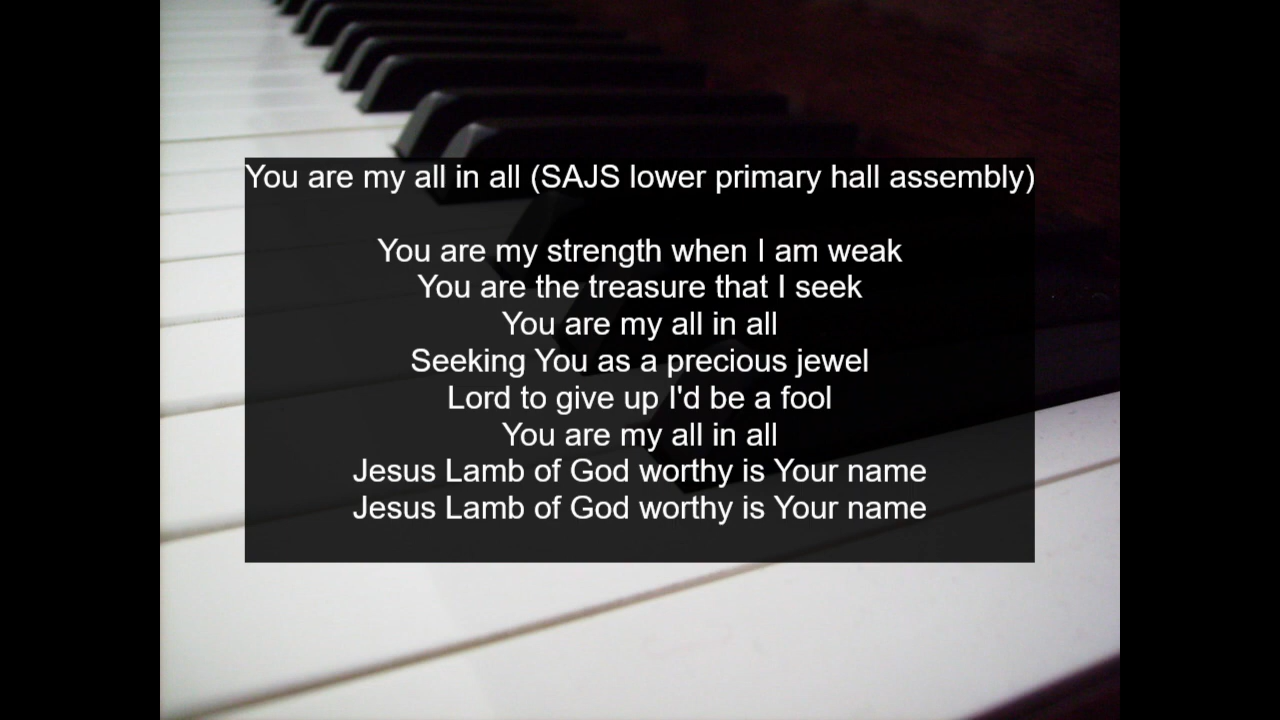 You are my all in all (SAJS lower primary hall assembly)
You are my strength when I am weak
You are the treasure that I seek
You are my all in all
Seeking You as a precious jewel
Lord to give up I'd be a fool
You are my all in all
Jesus Lamb of God worthy is Your name
Jesus Lamb of God worthy is Your name